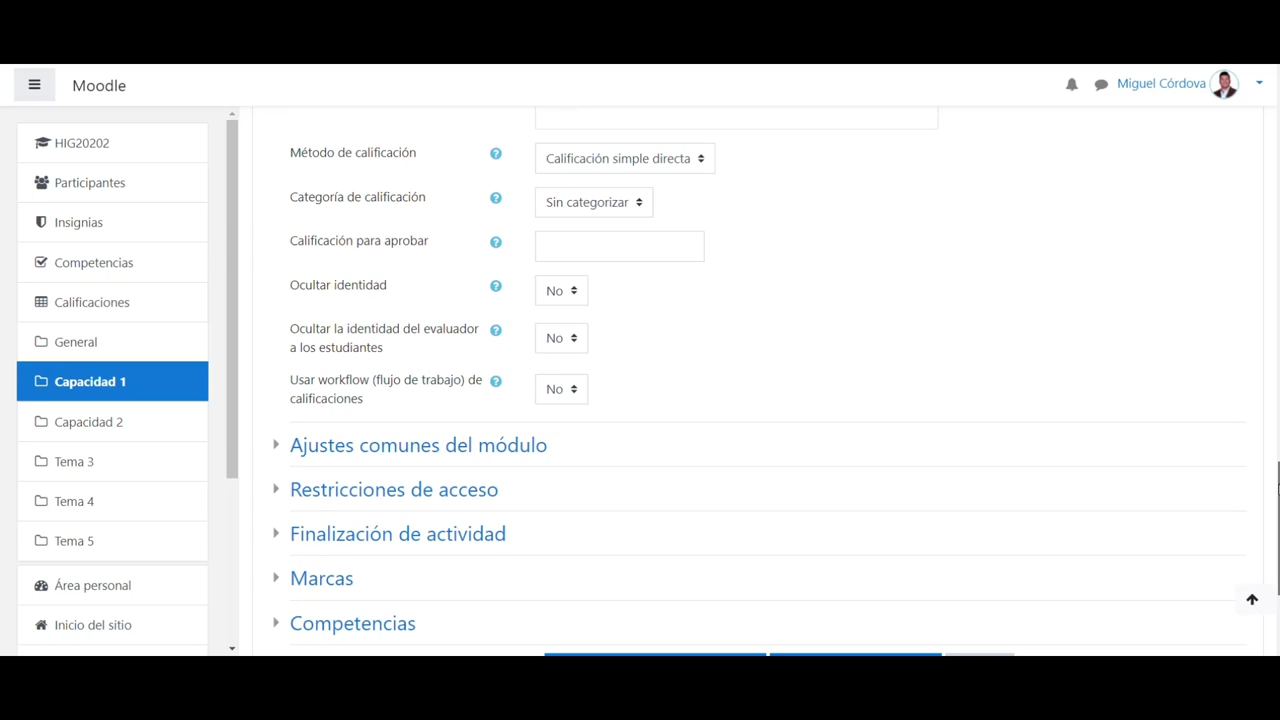 Moodle
Miguel Córdova
HIG20202
Participantes
Insignias
Competencias
Calificaciones
General
Capacidad 1
Capacidad 2
Tema 3
Tema 4
Tema 5
Área personal
Inicio del sitio
Método de calificación
Calificación simple directa
Categoría de calificación
Sin categorizar
Calificación para aprobar
Ocultar identidad
No
Ocultar la identidad del evaluador
a los estudiantes
No
Usar workflow (flujo de trabajo) de
calificaciones
No
Ajustes comunes del módulo
Restricciones de acceso
Finalización de actividad
Marcas
Competencias